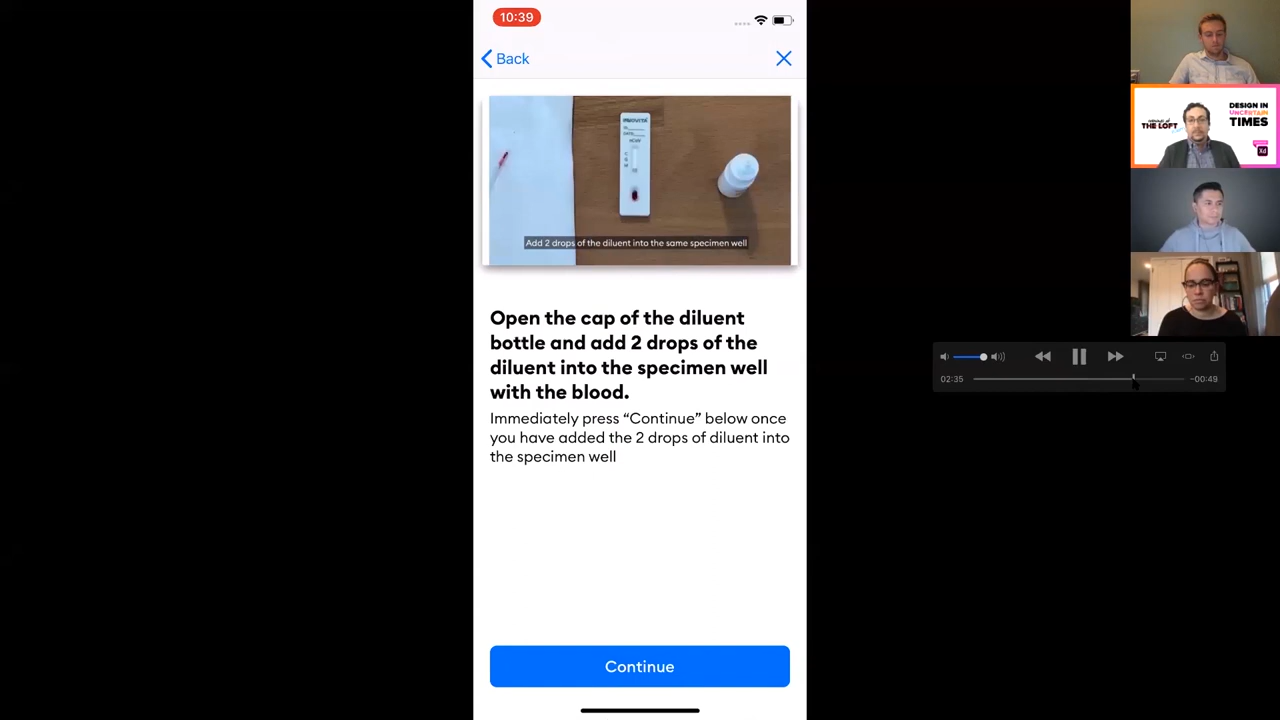 10:39
Back
INNOVITA
Add 2 drops of the diluent into the same specimen well
Open the cap of the diluent
bottle and add 2 drops of the
diluent into the specimen well
with the blood.
Immediately press “Continue” below once
you have added the 2 drops of diluent into
the specimen well
Continue
THE LOFT
DESIGN IN
UNCERTAIN
TIMES
Xd
02:35
-00:49